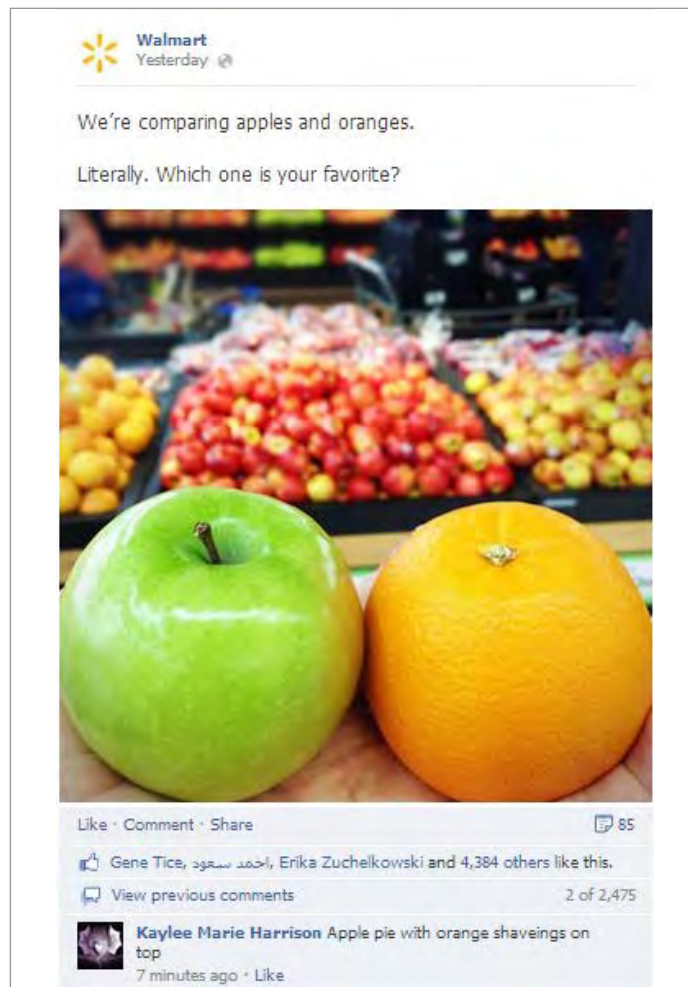 Walmart
Yesterday
We're comparing apples and oranges.
Literally. Which one is your favorite?
Like · Comment · Share 85
Gene Tice, احمد سعود, Erika Zuchelkowski and 4,384 others like this.
View previous comments 2 of 2,475
Kaylee Marie Harrison Apple pie with orange shaveings on
top
7 minutes ago · Like